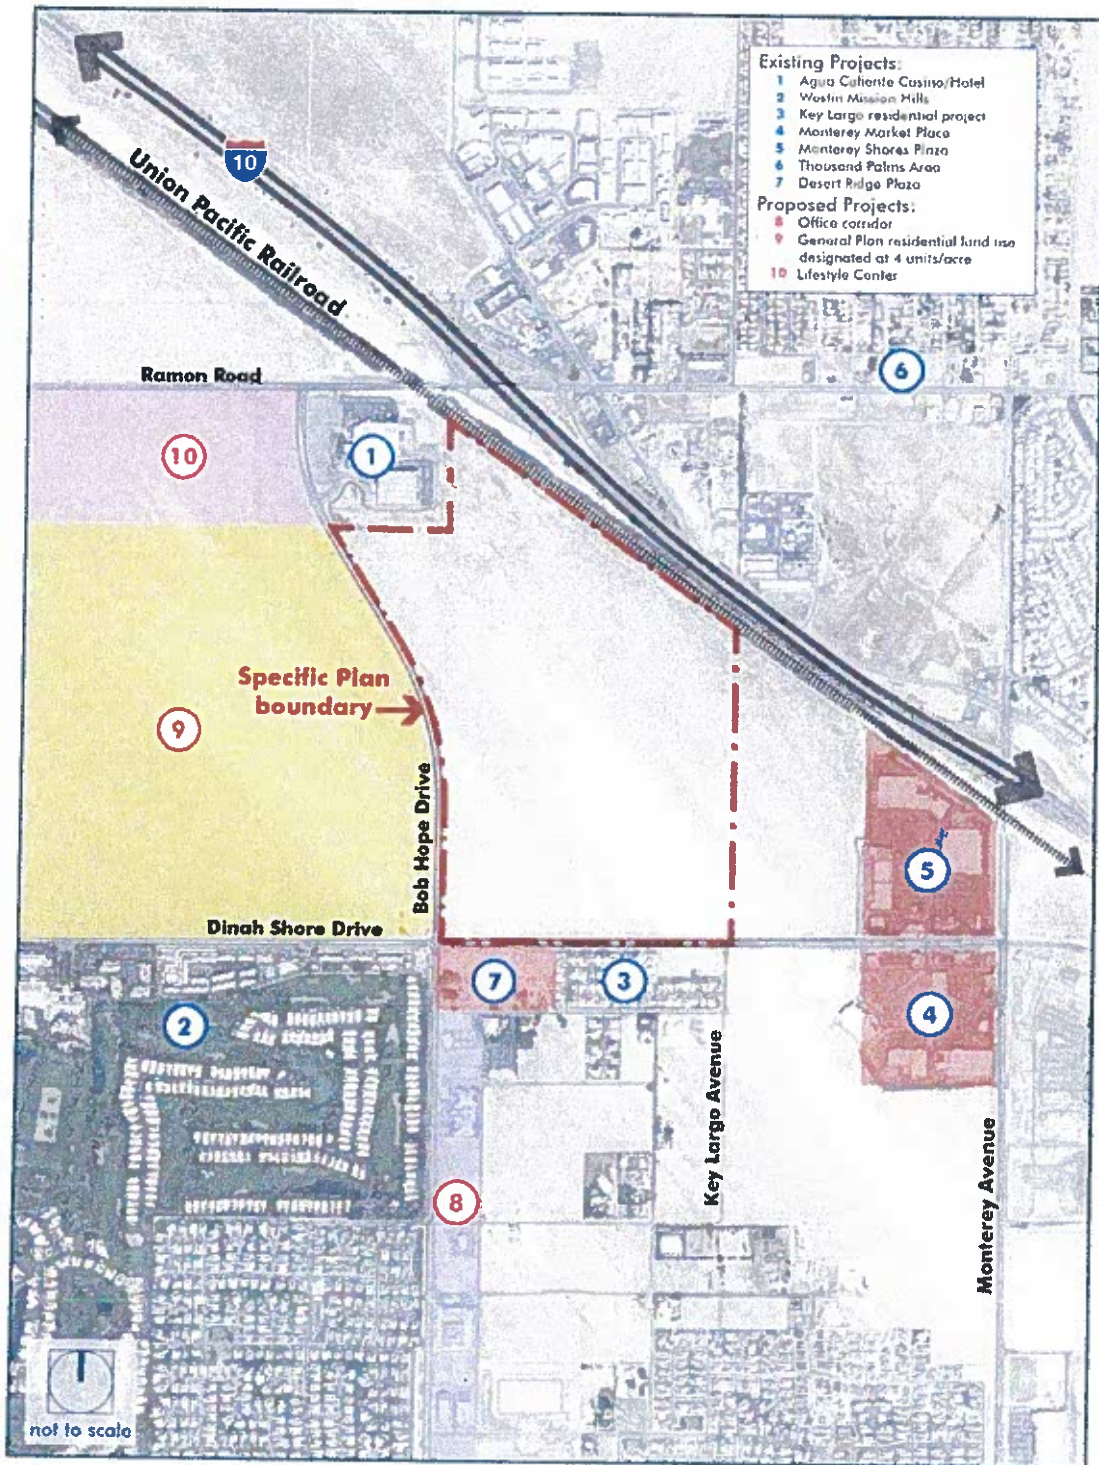 Existing Projects:
1 Agua Caliente Casino/Hotel
2 Westin Mission Hills
3 Key Largo residential project
4 Monterey Market Place
5 Monterey Shores Plaza
6 Thousand Palms Area
7 Desert Ridge Plaza
Proposed Projects:
8 Office corridor
9 General Plan residential land use
designated at 4 units/acre
10 Lifestyle Center
10
Union Pacific Railroad
Ramon Road
6
10
1
Specific Plan
boundary
9
Bob Hope Drive
5
Dinah Shore Drive
7
3
2
4
Key Largo Avenue
Monterey Avenue
8
not to scale